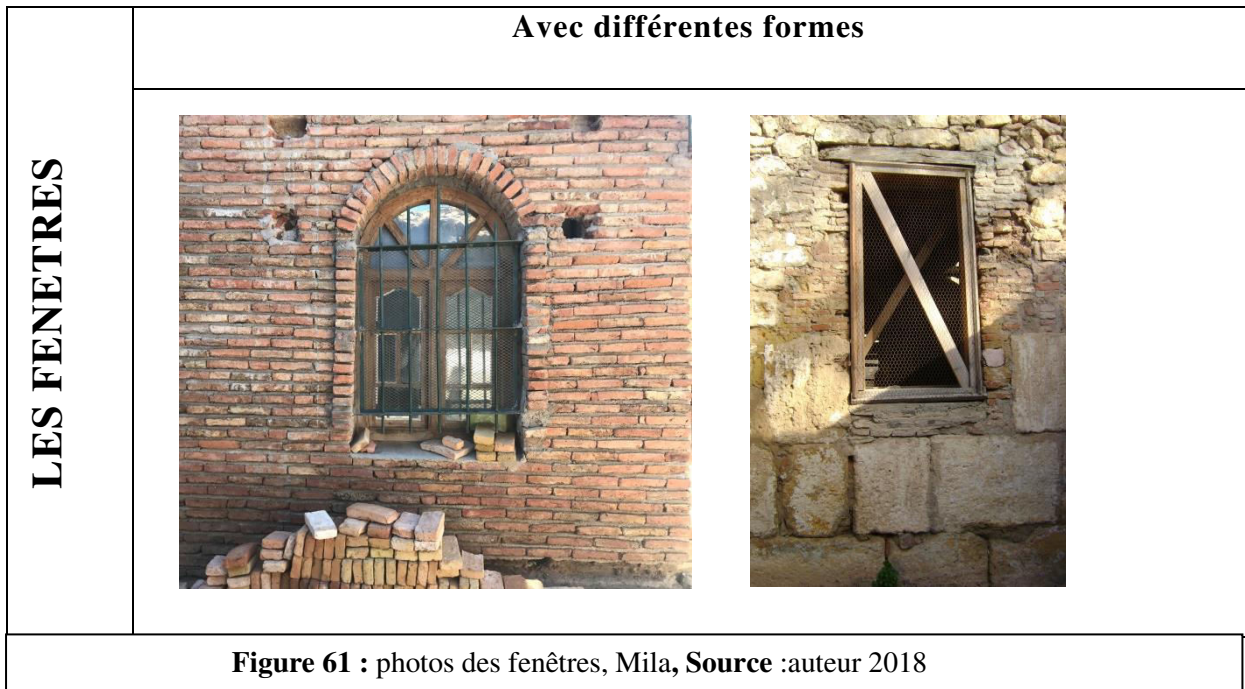 Avec différentes formes
LES FENETRES
Figure 61 : photos des fenêtres, Mila, Source :auteur 2018